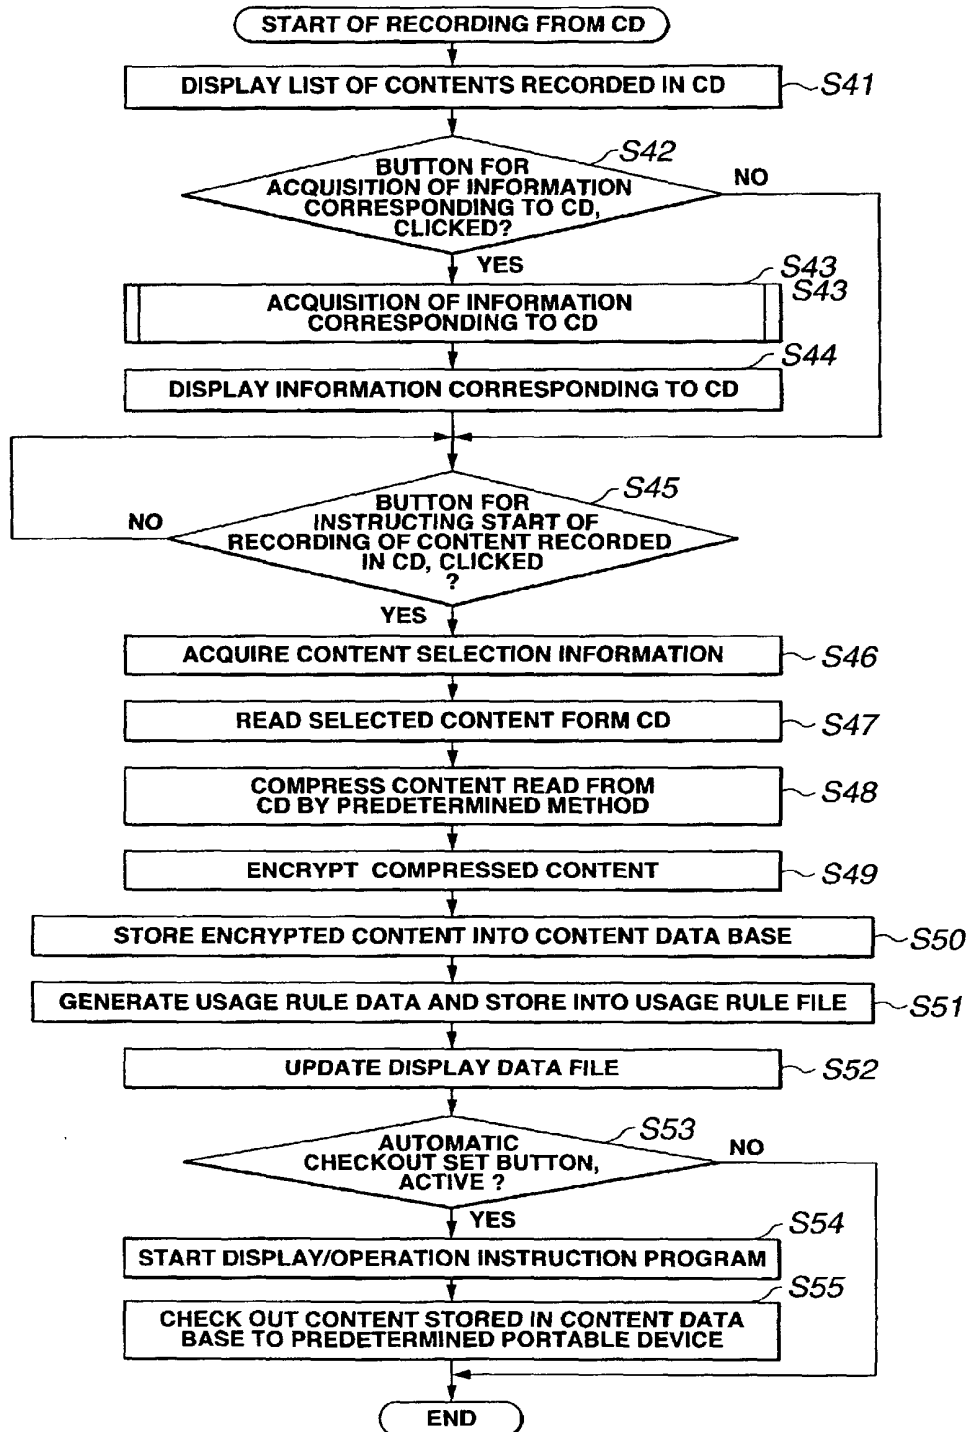 START OF RECORDING FROM CD
DISPLAY LIST OF CONTENTS RECORDED IN CD
S41
S42
BUTTON FOR
ACQUISITION OF INFORMATION
CORRESPONDING TO CD,
CLICKED?
NO
YES
S43
S43
ACQUISITION OF INFORMATION
CORRESPONDING TO CD
S44
DISPLAY INFORMATION CORRESPONDING TO CD
S45
BUTTON FOR
INSTRUCTING START OF
RECORDING OF CONTENT RECORDED
IN CD, CLICKED
?
NO
YES
ACQUIRE CONTENT SELECTION INFORMATION
S46
READ SELECTED CONTENT FORM CD
S47
COMPRESS CONTENT READ FROM
CD BY PREDETERMINED METHOD
S48
ENCRYPT COMPRESSED CONTENT
S49
STORE ENCRYPTED CONTENT INTO CONTENT DATA BASE
S50
GENERATE USAGE RULE DATA AND STORE INTO USAGE RULE FILE
S51
UPDATE DISPLAY DATA FILE
S52
S53
AUTOMATIC
CHECKOUT SET BUTTON,
ACTIVE ?
NO
YES
S54
START DISPLAY/OPERATION INSTRUCTION PROGRAM
S55
CHECK OUT CONTENT STORED IN CONTENT DATA
BASE TO PREDETERMINED PORTABLE DEVICE
END